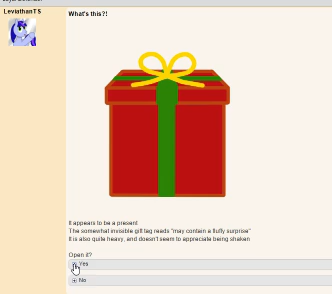 LeviathanTS
What's this?!
It appears to be a present
The somewhat invisible gift tag reads "may contain a fluffy surprise"
It is also quite heavy, and doesn't seem to appreciate being shaken
Open it?
Yes
No